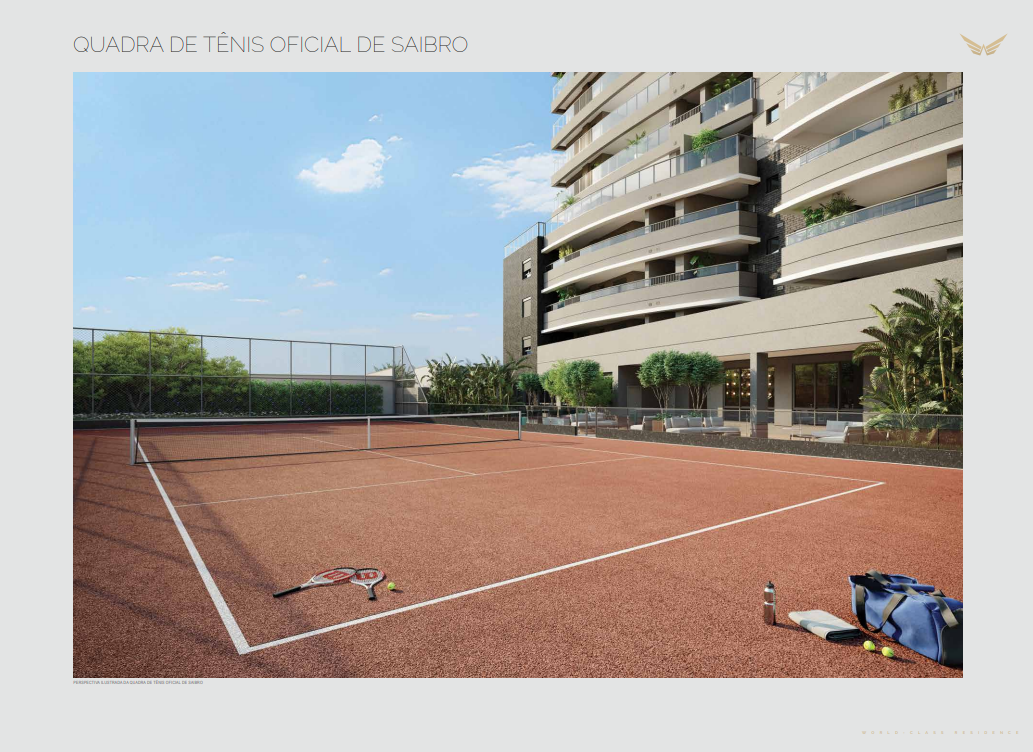 QUADRA DE TÊNIS OFICIAL DE SAIBRO
PERSPECTIVA ILUSTRADA DA QUADRA DE TÊNIS OFICIAL DE SAIBRO
WORLD-CLASS RESIDENCE